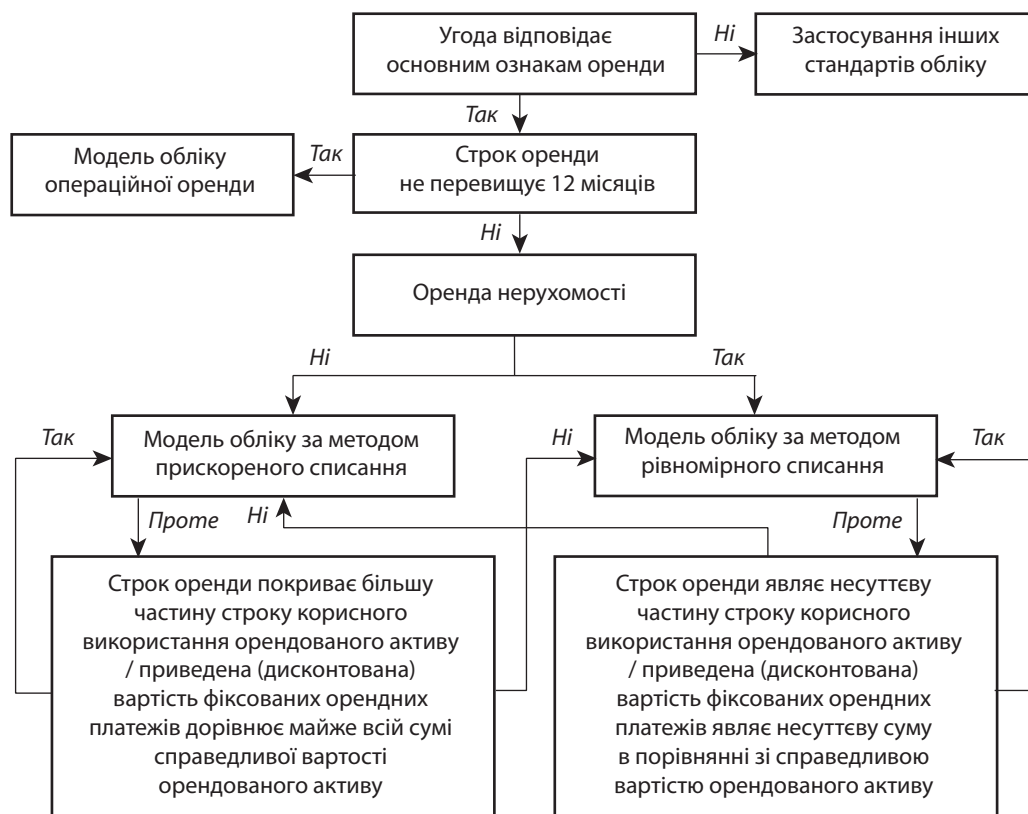 Угода відповідає
основним ознакам оренди
Ні
Застосування інших
стандартів обліку
Так
Модель обліку
операційної оренди
Так
Строк оренди
не перевищує 12 місяців
Ні
Оренда нерухомості
Ні
Так
Так
Модель обліку за методом
прискореного списання
Ні
Модель обліку за методом
рівномірного списання
Так
Проте
Ні
Проте
Строк оренди покриває більшу
частину строку корисного
використання орендованого активу
/ приведена (дисконтована)
вартість фіксованих орендних
платежів дорівнює майже всій сумі
справедливої вартості
орендованого активу
Строк оренди являє несуттєву
частину строку корисного
використання орендованого активу
/ приведена (дисконтована)
вартість фіксованих орендних
платежів являє несуттєву суму
в порівнянні зі справедливою
вартістю орендованого активу